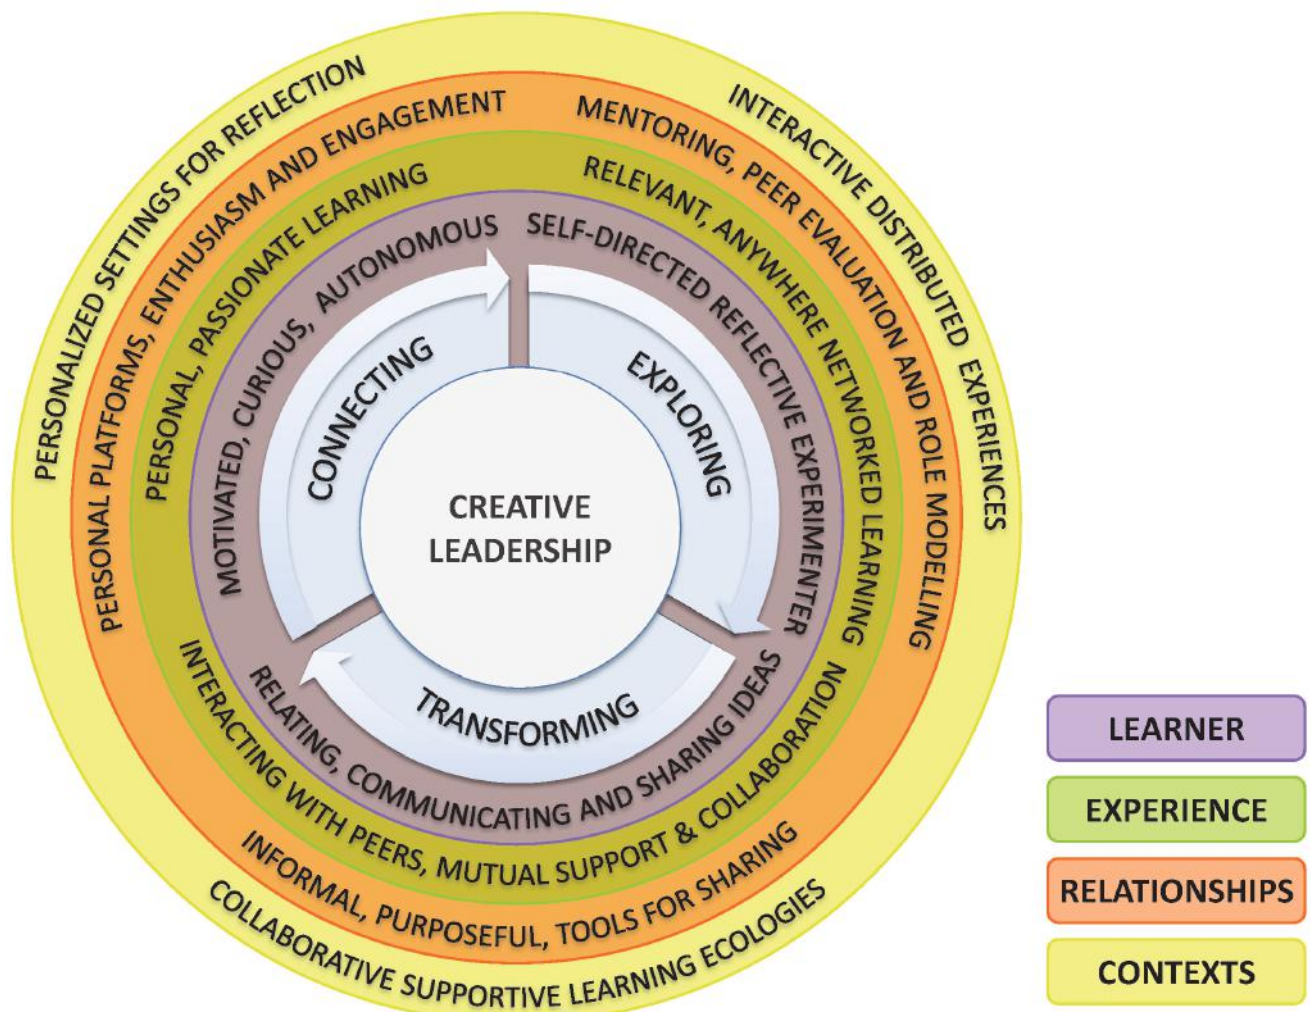 PERSONALIZED SETTINGS FOR REFLECTION
INTERACTIVE DISTRIBUTED EXPERIENCES
COLLABORATIVE SUPPORTIVE LEARNING ECOLOGIES
PERSONAL PLATFORMS, ENTHUSIASM AND ENGAGEMENT
MENTORING, PEER EVALUATION AND ROLE MODELLING
INFORMAL, PURPOSEFUL, TOOLS FOR SHARING
PERSONAL, PASSIONATE LEARNING
RELEVANT, ANYWHERE NETWORKED LEARNING
INTERACTING WITH PEERS, MUTUAL SUPPORT & COLLABORATION
MOTIVATED, CURIOUS, AUTONOMOUS
SELF-DIRECTED REFLECTIVE EXPERIMENTER
RELATING, COMMUNICATING AND SHARING IDEAS
CONNECTING
EXPLORING
TRANSFORMING
CREATIVE
LEADERSHIP
LEARNER
EXPERIENCE
RELATIONSHIPS
CONTEXTS